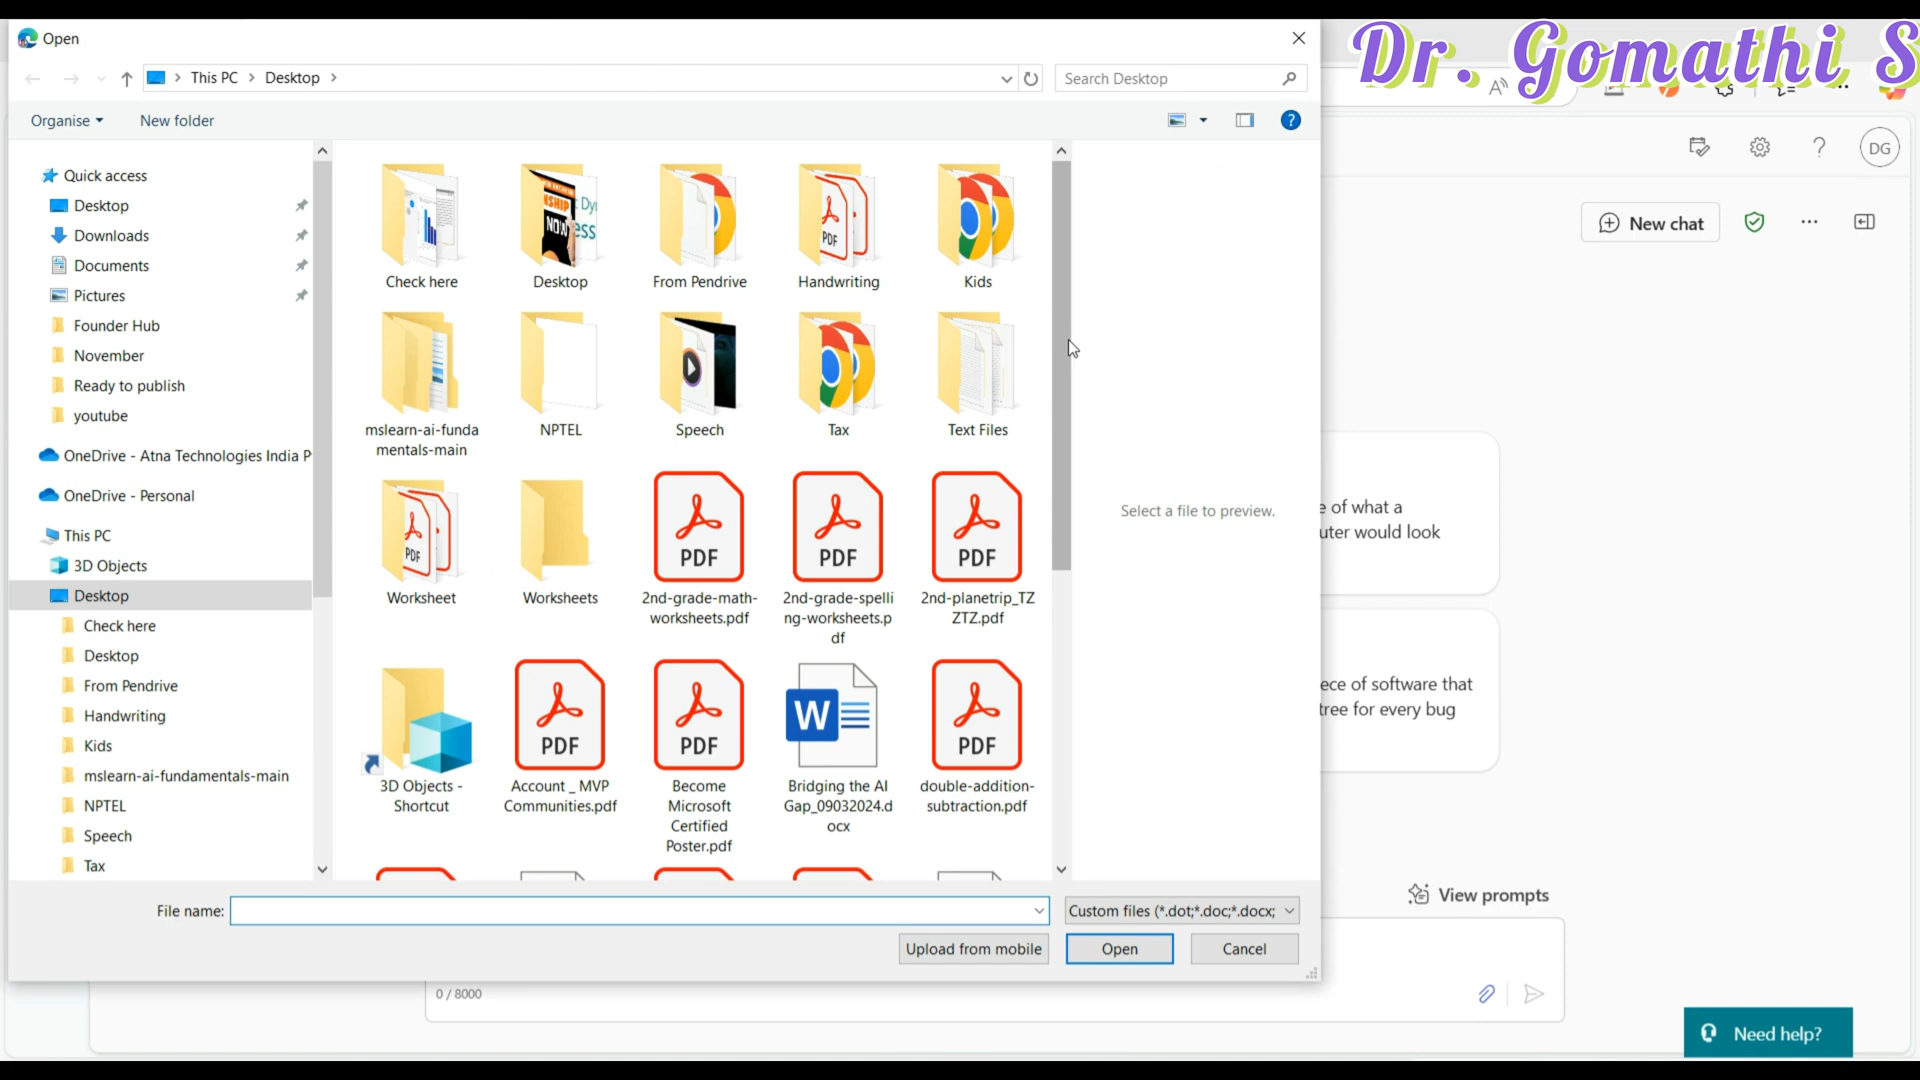 Dr. Gomathi S
Open
This PC
Desktop
Search Desktop
Organise
New folder
DG
New chat
Quick access
Desktop
Downloads
Documents
Pictures
Founder Hub
November
Ready to publish
youtube
OneDrive - Atna Technologies India P
OneDrive - Personal
This PC
3D Objects
Desktop
Check here
Desktop
From Pendrive
Handwriting
Kids
mslearn-ai-fundamentals-main
NPTEL
Speech
Tax
Check here
Desktop
From Pendrive
Handwriting
Kids
mslearn-ai-funda
mentals-main
NPTEL
Speech
Tax
Text Files
Worksheet
Worksheets
PDF
2nd-grade-math-
worksheets.pdf
PDF
2nd-grade-spelli
ng-worksheets.p
df
PDF
2nd-planetrip_TZ
ZTZ.pdf
3D Objects -
Shortcut
PDF
Account _ MVP
Communities.pdf
PDF
Become
Microsoft
Certified
Poster.pdf
W
Bridging the AI
Gap_09032024.d
ocx
PDF
double-addition-
subtraction.pdf
Select a file to preview.
e of what a
uter would look
ece of software that
tree for every bug
View prompts
File name:
Custom files (*.dot;*.doc;*.docx;
Upload from mobile
Open
Cancel
0 / 8000
Need help?